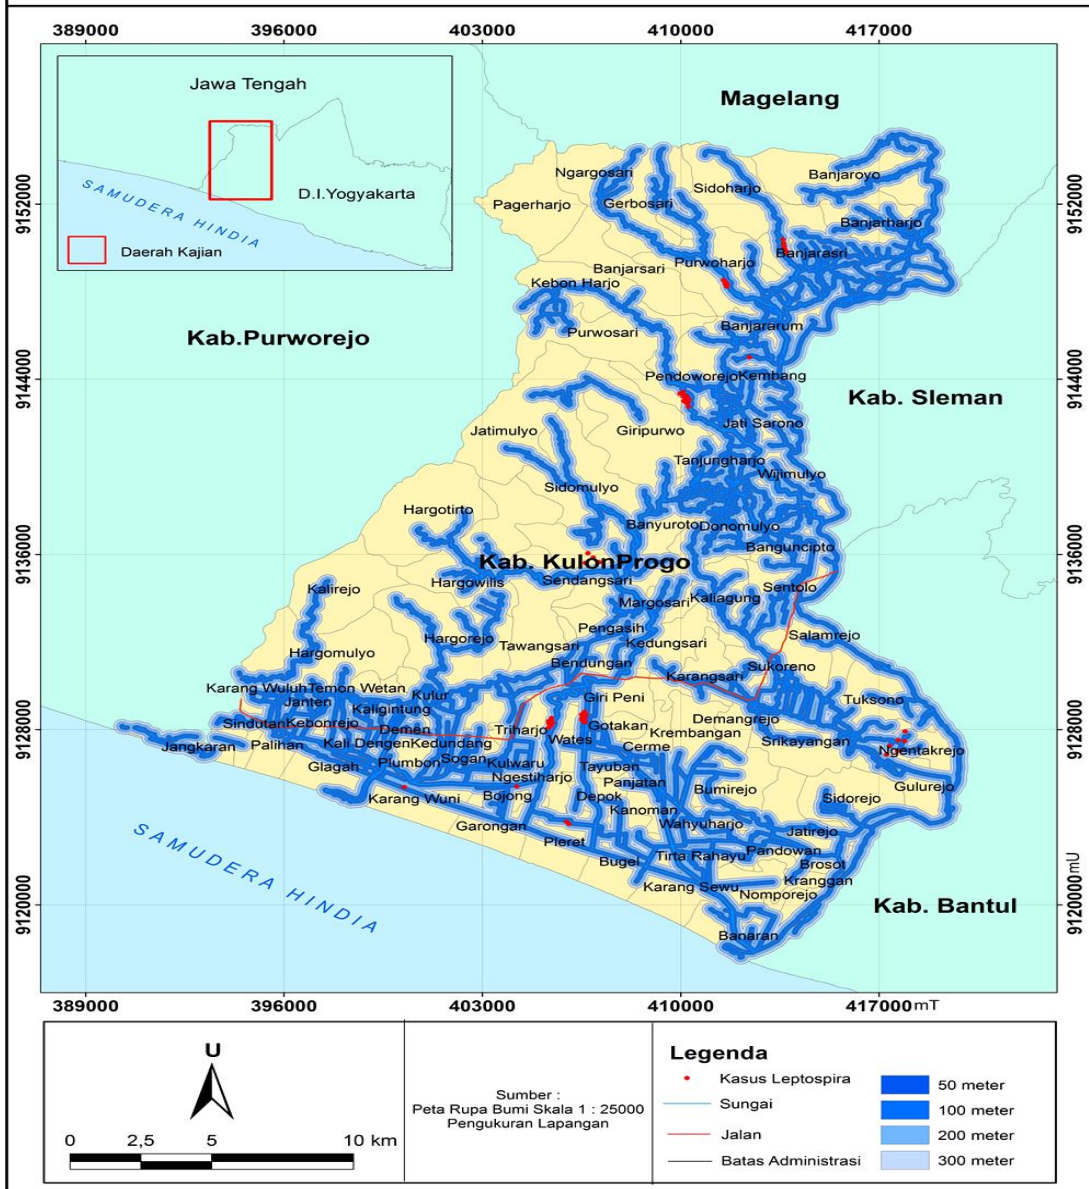 389000 396000 403000 410000 417000
Jawa Tengah
SAMUDERA HINDIA
D.I.Yogyakarta
Daerah Kajian
Magelang
Kab.Purworejo
Kab. Sleman
Kab. KulonProgo
Kab. Bantul
SAMUDERA HINDIA
9152000
9144000
9136000
9128000
9120000
9152000
9144000
9136000
9128000
9120000mU
Ngargosari
Sidoharjo
Banjaroyo
Pagerharjo
Gerbosari
Banjarharjo
Banjarasri
Purwoharjo
Banjarsari
Kebon Harjo
Purwosari
Banjararum
Pendoworejo
Kembang
Jatimulyo
Giripurwo
Jati Sarono
Tanjungharjo
Wijimulyo
Sidomulyo
Hargotirto
Banyuroto
Donomulyo
Banguncipto
Sendangsari
Hargowilis
Kalirejo
Sentolo
Margosari
Kaliagung
Pengasih
Salamrejo
Hargorejo
Tawangsari
Kedungsari
Hargomulyo
Bendungan
Karangsari
Sukoreno
Karang Wuluh
Temon Wetan
Janten
Kulur
Kaligintung
Giri Peni
Tuksono
Sindutan
Kebonrejo
Demen
Triharjo
Gotakan
Demangrejo
Krembangan
Jangkaran
Palihan
Kali Dengen
Kedundang
Wates
Cerme
Srikayangan
Ngentakrejo
Glagah
Plumbon
Sogan
Kulwaru
Tayuban
Ngestiharjo
Panjatan
Bumirejo
Gulurejo
Karang Wuni
Bojong
Depok
Kanoman
Sidorejo
Garongan
Wahyuharjo
Jatirejo
Pleret
Pandowan
Bugel
Tirta Rahayu
Brosot
Karang Sewu
Kranggan
Nomporejo
Banaran
389000 396000 403000 410000 417000mT
U
0 2,5 5 10 km
Sumber :
Peta Rupa Bumi Skala 1 : 25000
Pengukuran Lapangan
Legenda
Kasus Leptospira
Sungai
Jalan
Batas Administrasi
50 meter
100 meter
200 meter
300 meter